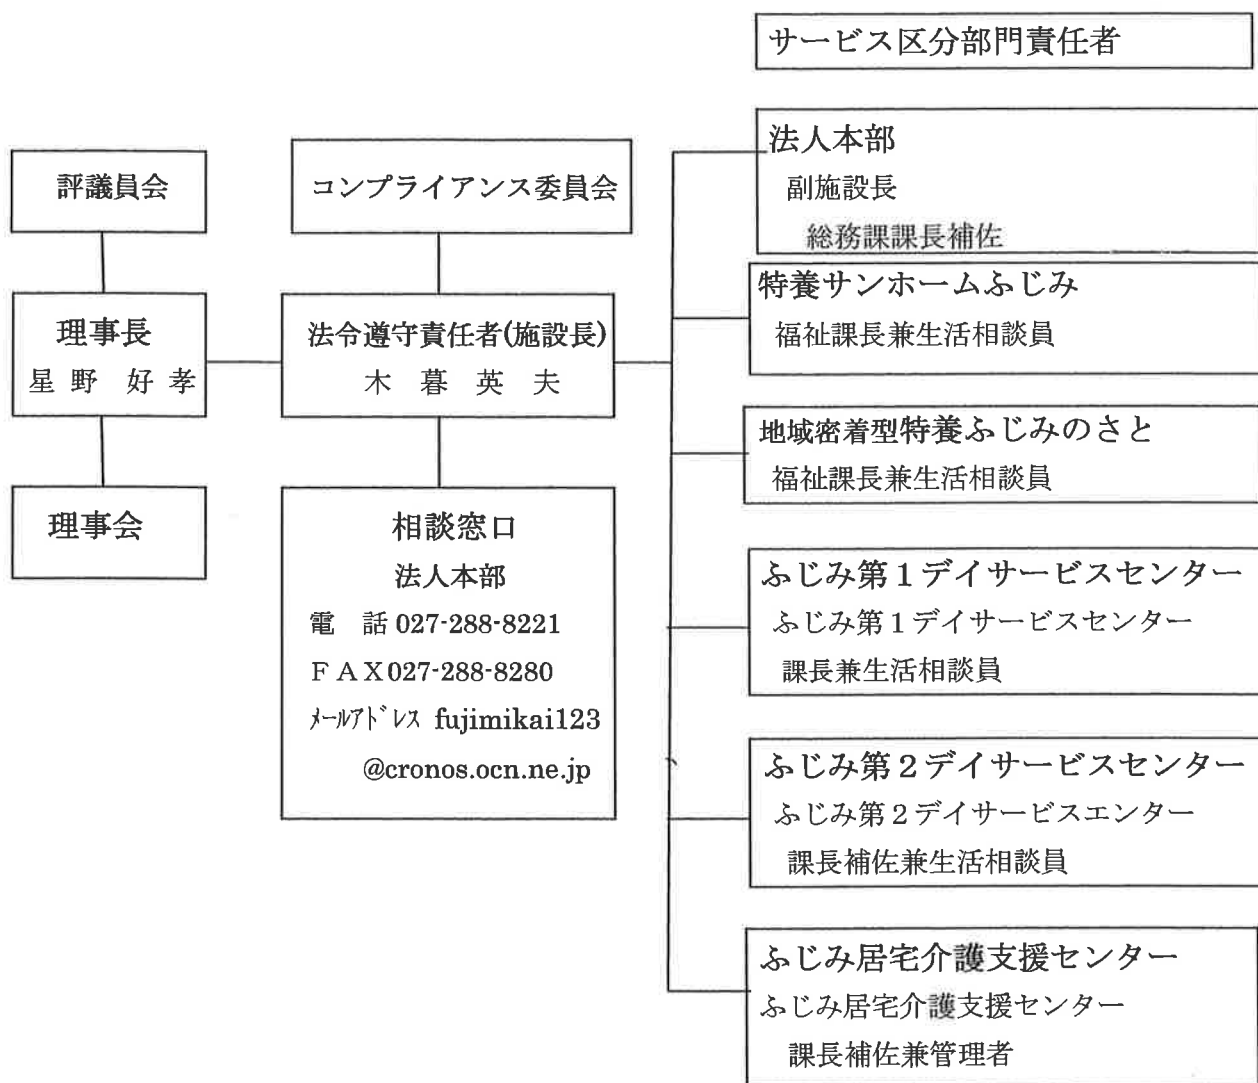 サービス区分部門責任者
評議員会
理事長
星野 好孝
理事会
コンプライアンス委員会
法令遵守責任者(施設長)
木暮英夫
相談窓口
法人本部
電 話 027-288-8221
ＦＡＸ027-288-8280
ﾒｰﾙｱﾄﾞﾚｽ fujimikai123
@cronos.ocn.ne.jp
法人本部
副施設長
総務課課長補佐
特養サンホームふじみ
福祉課長兼生活相談員
地域密着型特養ふじみのさと
福祉課長兼生活相談員
ふじみ第１デイサービスセンター
ふじみ第１デイサービスセンター
課長兼生活相談員
ふじみ第２デイサービスセンター
ふじみ第２デイサービスエンター
課長補佐兼生活相談員
ふじみ居宅介護支援センター
ふじみ居宅介護支援センター
課長補佐兼管理者